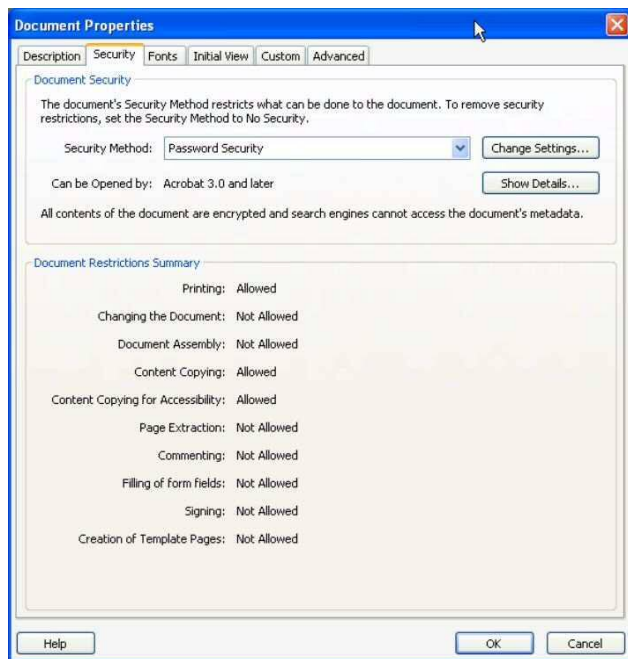 Document Properties
Description Security Fonts Initial View Custom Advanced
Document Security
The document's Security Method restricts what can be done to the document. To remove security
restrictions, set the Security Method to No Security.
Security Method: Password Security Change Settings...
Can be Opened by: Acrobat 3.0 and later Show Details...
All contents of the document are encrypted and search engines cannot access the document's metadata.
Document Restrictions Summary
Printing: Allowed
Changing the Document: Not Allowed
Document Assembly: Not Allowed
Content Copying: Allowed
Content Copying for Accessibility: Allowed
Page Extraction: Not Allowed
Commenting: Not Allowed
Filling of form fields: Not Allowed
Signing: Not Allowed
Creation of Template Pages: Not Allowed
Help OK Cancel